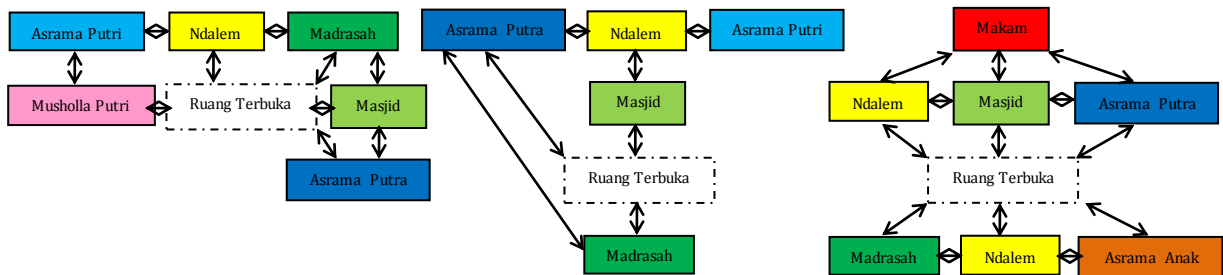 Asrama Putri
Ndalem
Madrasah
Musholla Putri
Ruang Terbuka
Masjid
Asrama Putra
Asrama Putra
Ndalem
Asrama Putri
Masjid
Ruang Terbuka
Madrasah
Makam
Ndalem
Masjid
Asrama Putra
Ruang Terbuka
Madrasah
Ndalem
Asrama Anak